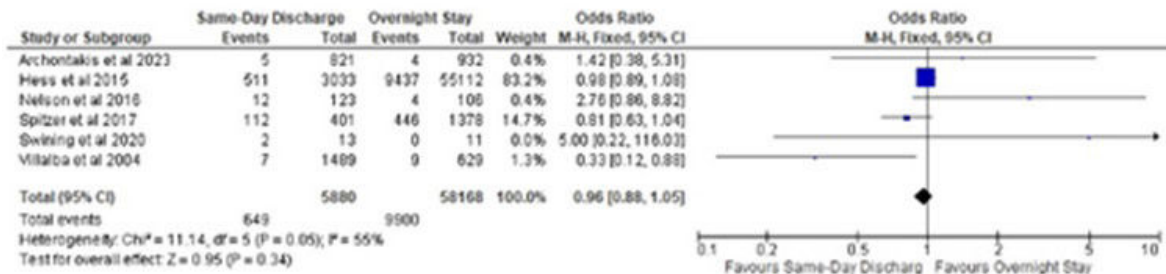 Same-Day Discharge Overnight Stay Odds Ratio Odds Ratio
Study or Subgroup Events Total Events Total Weight M-H, Fixed, 95% CI M-H, Fixed, 95% CI
Archontakis et al 2023 5 821 4 932 0.4% 1.42 [0.38, 5.31]
Hess et al 2015 511 3033 9437 55112 83.2% 0.98 [0.89, 1.08]
Nelson et al 2016 12 123 4 106 0.4% 2.76 [0.86, 8.82]
Spitzer et al 2017 112 401 446 1378 14.7% 0.81 [0.63, 1.04]
Swining et al 2020 2 13 0 11 0.0% 5.00 [0.22, 116.03]
Villalba et al 2004 7 1489 9 629 1.3% 0.33 [0.12, 0.88]
Total (95% CI) 5880 58168 100.0% 0.96 [0.88, 1.05]
Total events 649 9900
Heterogeneity: Chi² = 11.14, df = 5 (P = 0.05); I² = 55%
Test for overall effect: Z = 0.95 (P = 0.34)
0.1 0.2 0.5 1 2 5 10
Favours Same-Day Discharg Favours Overnight Stay